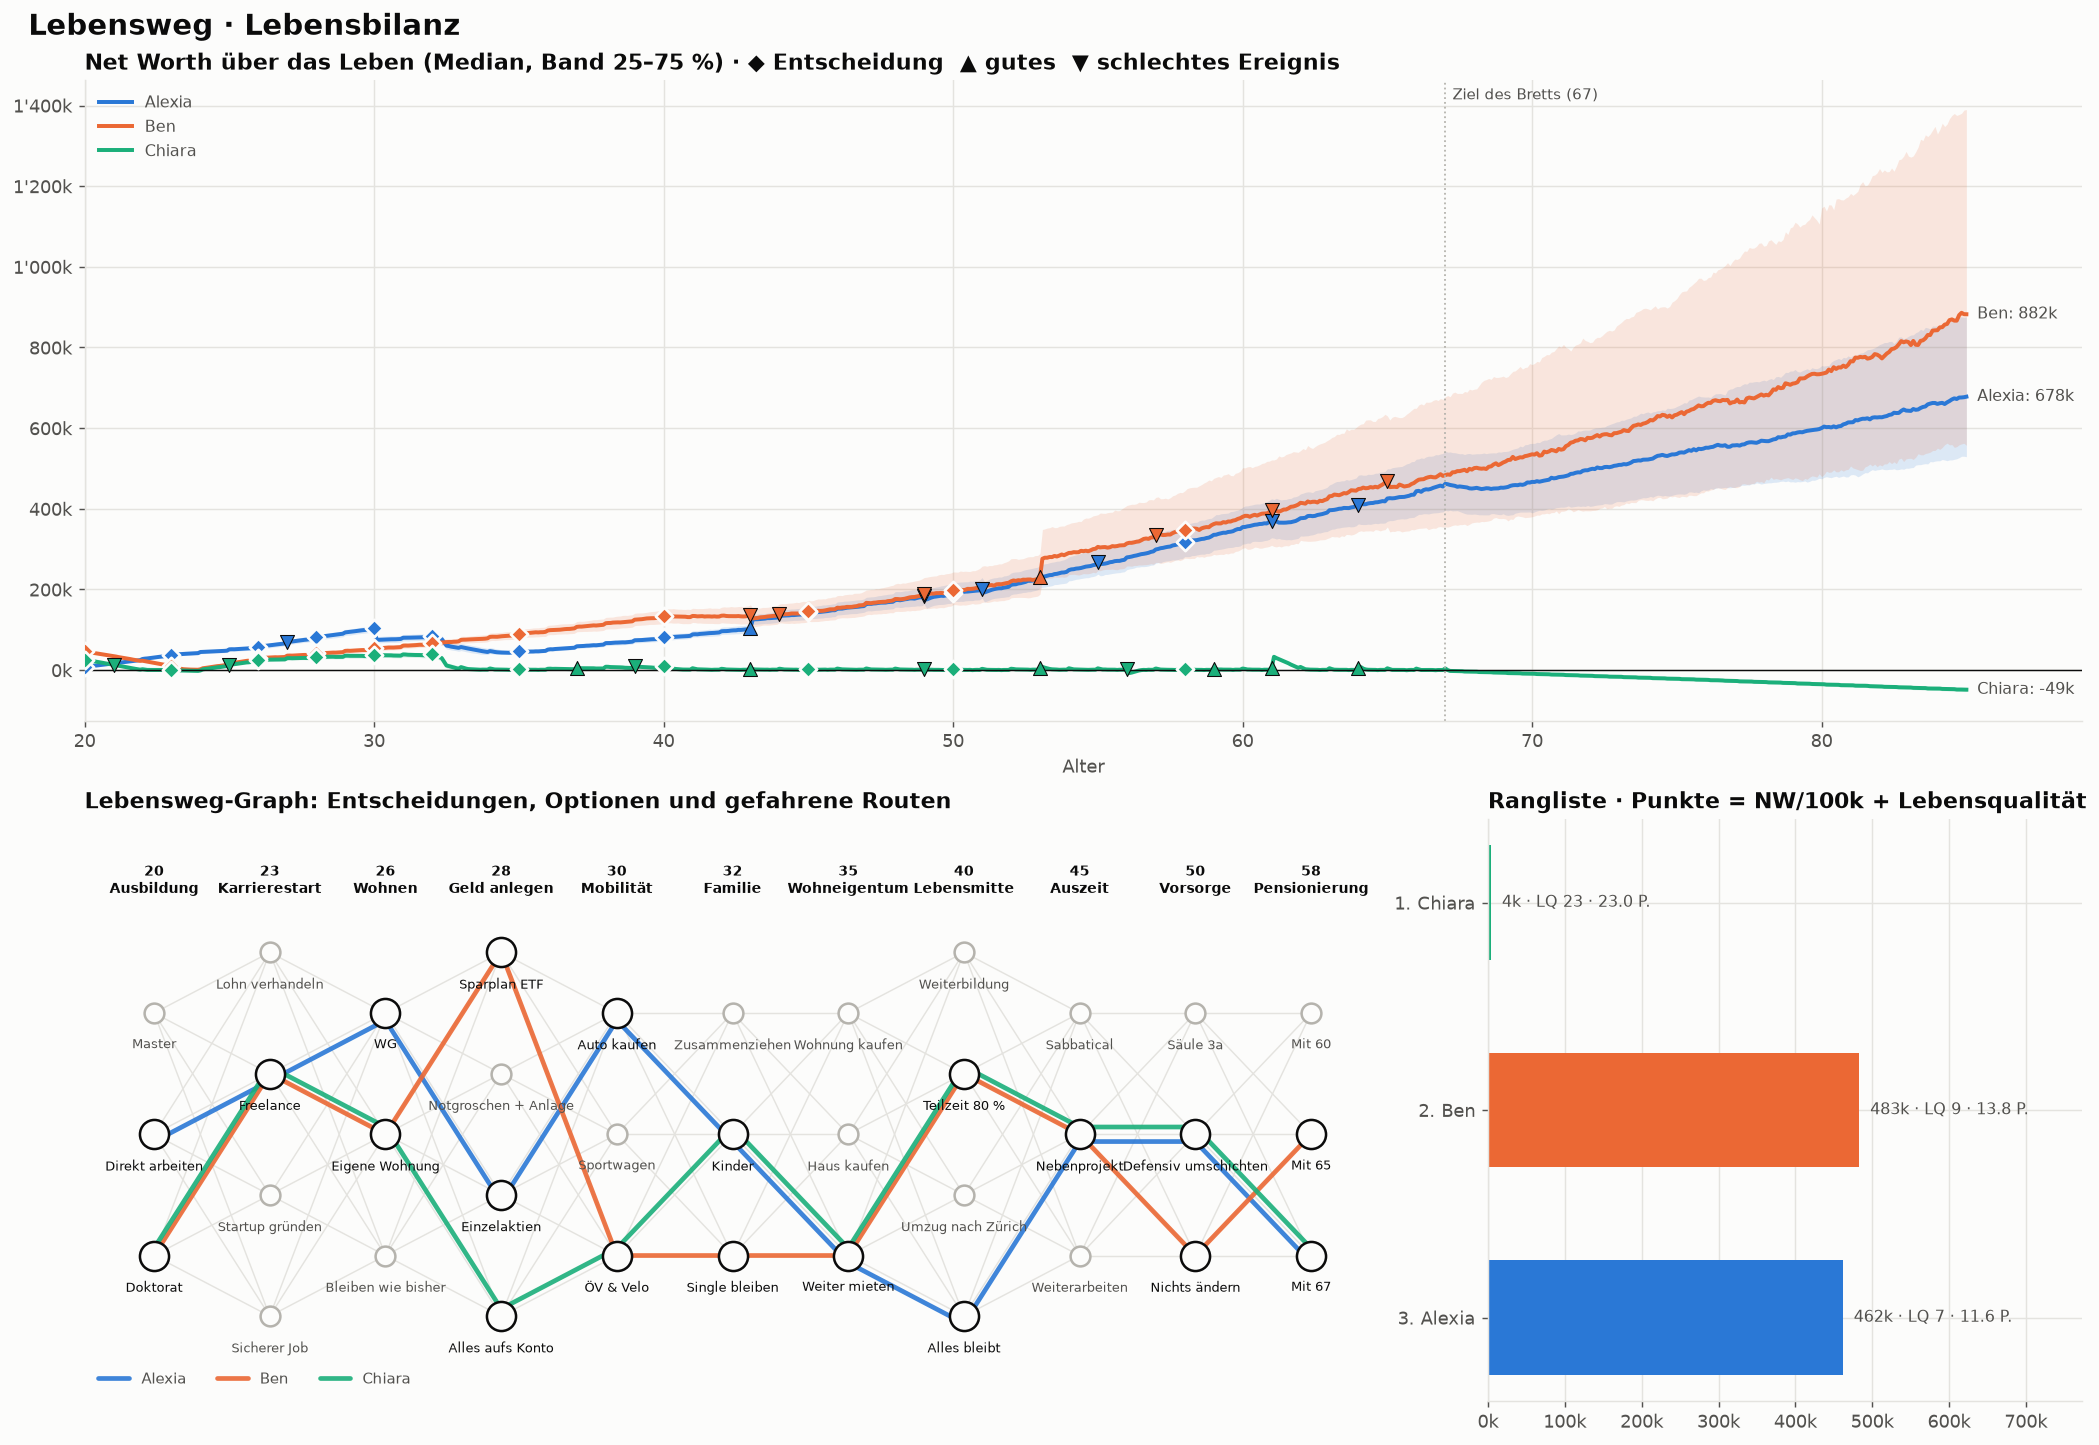 Lebensweg · Lebensbilanz
Net Worth über das Leben (Median, Band 25–75 %) · ◆ Entscheidung ▲ gutes ▼ schlechtes Ereignis
Alexia
Ben
Chiara
Ziel des Bretts (67)
1'400k
1'200k
1'000k
800k
600k
400k
200k
0k
Ben: 882k
Alexia: 678k
Chiara: -49k
20 30 40 50 60 70 80
Alter
Lebensweg-Graph: Entscheidungen, Optionen und gefahrene Routen
20 23 26 28 30 32 35 40 45 50 58
Ausbildung Karrierestart Wohnen Geld anlegen Mobilität Familie Wohneigentum Lebensmitte Auszeit Vorsorge Pensionierung
Lohn verhandeln Sparplan ETF Weiterbildung
Master WG Auto kaufen Zusammenziehen Wohnung kaufen Sabbatical Säule 3a Mit 60
Freelance Notgroschen + Anlage Teilzeit 80 %
Direkt arbeiten Eigene Wohnung Sportwagen Kinder Haus kaufen Nebenprojekt Defensiv umschichten Mit 65
Startup gründen Einzelaktien Umzug nach Zürich
Doktorat Bleiben wie bisher ÖV & Velo Single bleiben Weiter mieten Weiterarbeiten Nichts ändern Mit 67
Sicherer Job Alles aufs Konto Alles bleibt
Alexia Ben Chiara
Rangliste · Punkte = NW/100k + Lebensqualität
1. Chiara
4k · LQ 23 · 23.0 P.
2. Ben
483k · LQ 9 · 13.8 P.
3. Alexia
462k · LQ 7 · 11.6 P.
0k 100k 200k 300k 400k 500k 600k 700k